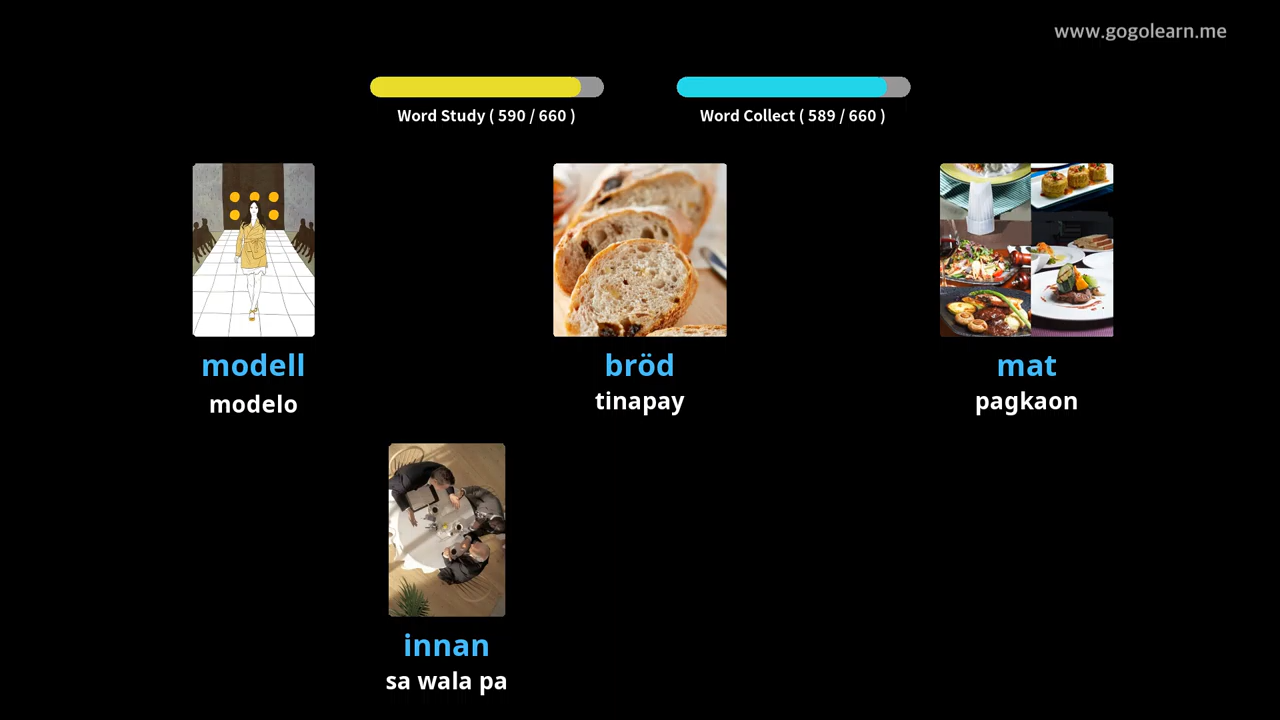 www.gogolearn.me
Word Study ( 590 / 660 )
Word Collect ( 589 / 660 )
modell
modelo
bröd
tinapay
mat
pagkaon
innan
sa wala pa